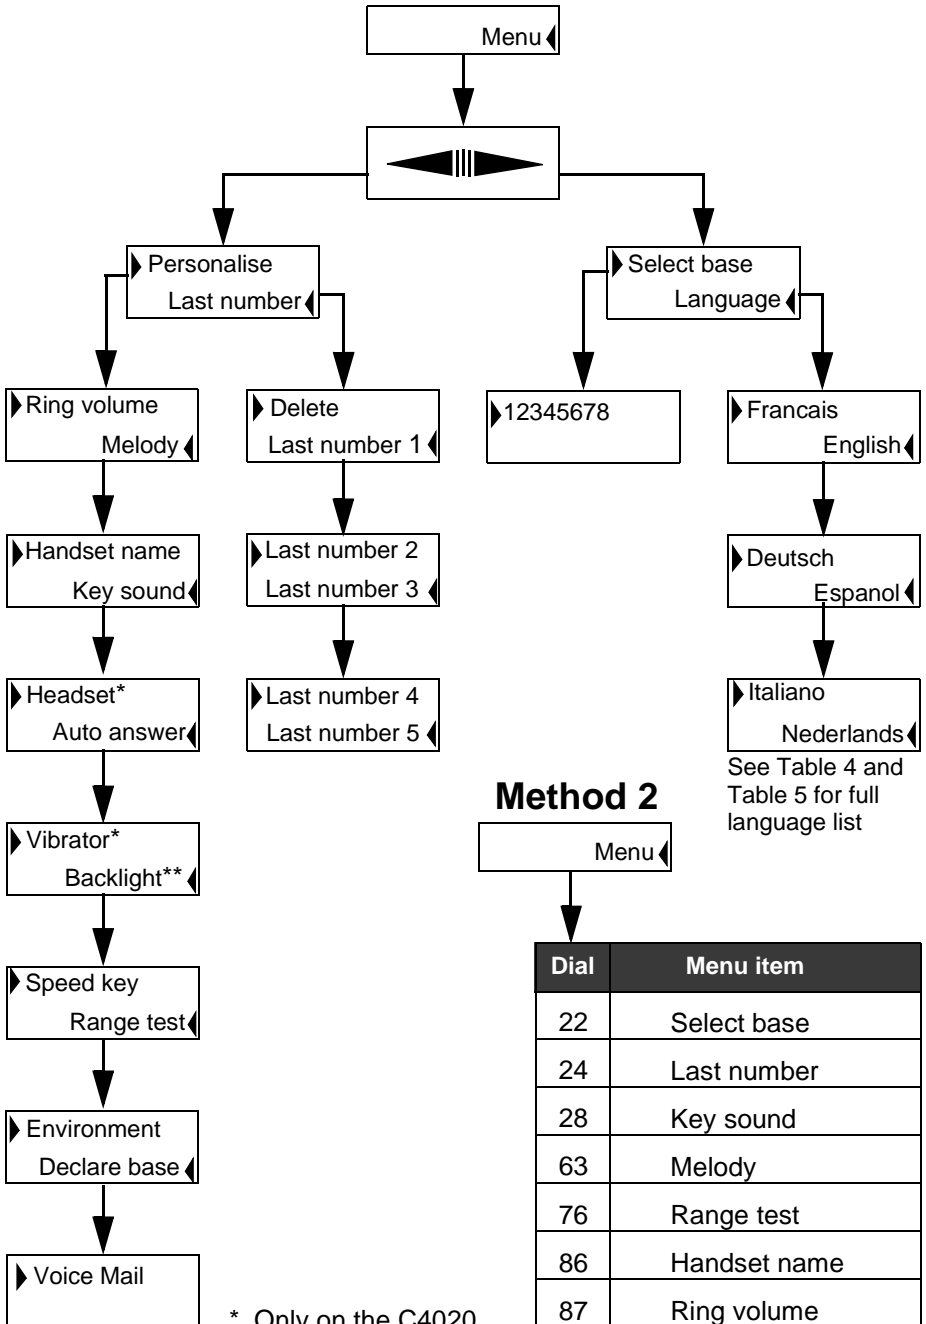 Menu
Personalise
Last number
Select base
Language
Ring volume
Melody
Delete
Last number 1
12345678
Francais
English
Handset name
Key sound
Last number 2
Last number 3
Deutsch
Espanol
Headset*
Auto answer
Last number 4
Last number 5
Italiano
Nederlands
See Table 4 and
Table 5 for full
language list
Vibrator*
Backlight**
Speed key
Range test
Environment
Declare base
Voice Mail
* Only on the C4020
Method 2
Menu
Dial Menu item
22 Select base
24 Last number
28 Key sound
63 Melody
76 Range test
86 Handset name
87 Ring volume